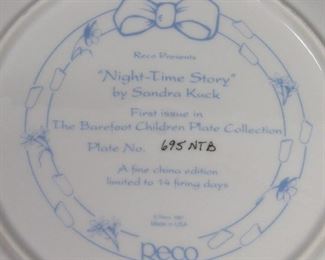 Reco Presents
"Night-Time Story"
by Sandra Kuck
First issue in
The Barefoot Children Plate Collection
Plate No. 695 NTB
A fine china edition
limited to 14 firing days
© Reco
Made in USA
Reco